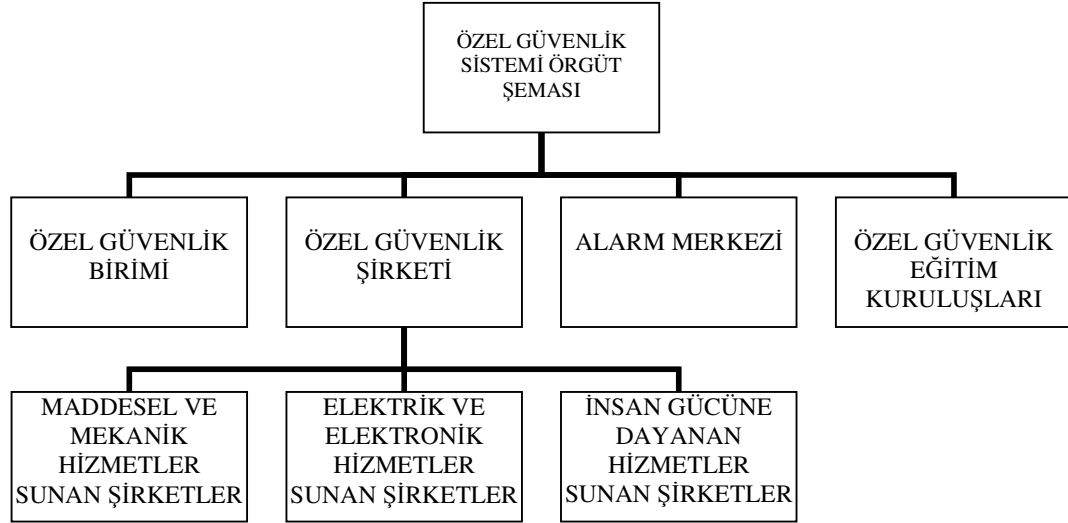 ÖZEL GÜVENLİK
SİSTEMİ ÖRGÜT
ŞEMASI
ÖZEL GÜVENLİK
BİRİMİ
ÖZEL GÜVENLİK
ŞİRKETİ
ALARM MERKEZİ
ÖZEL GÜVENLİK
EĞİTİM
KURULUŞLARI
MADDESEL VE
MEKANİK
HİZMETLER
SUNAN ŞİRKETLER
ELEKTRİK VE
ELEKTRONİK
HİZMETLER
SUNAN ŞİRKETLER
İNSAN GÜCÜNE
DAYANAN
HİZMETLER
SUNAN ŞİRKETLER